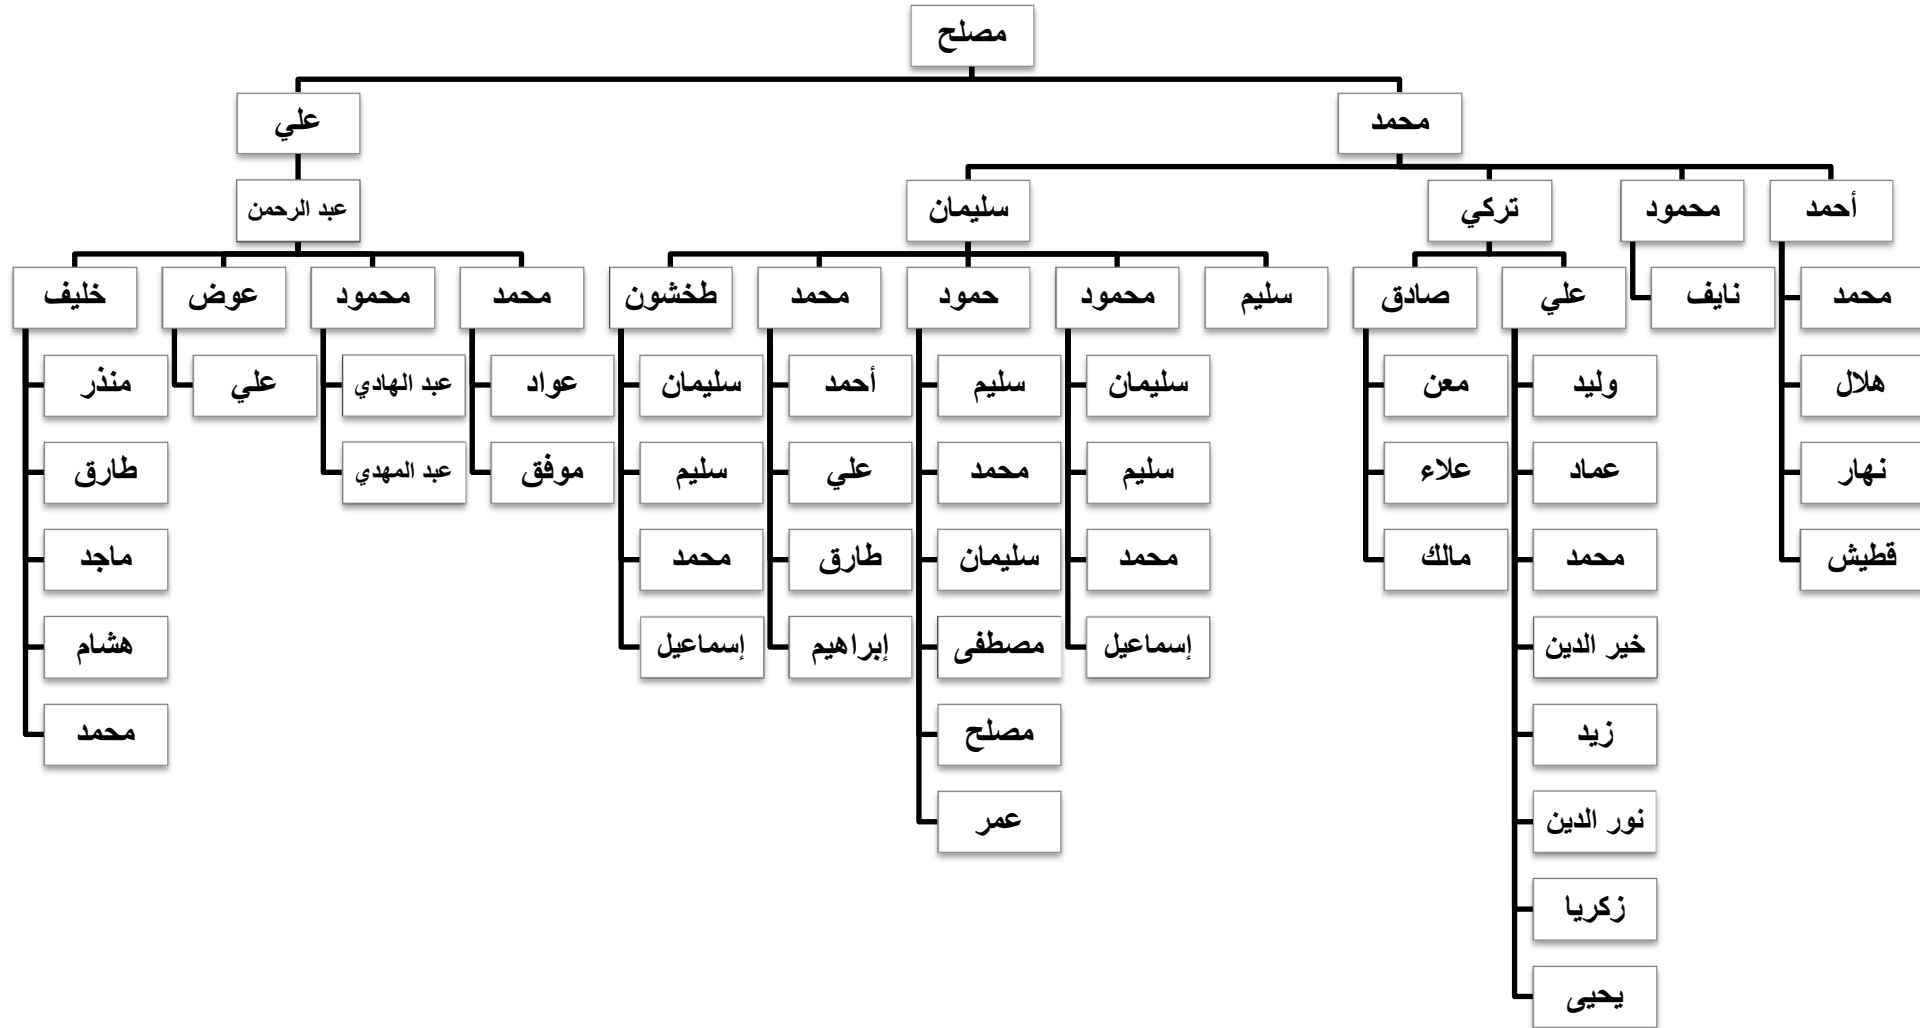 مصلح
محمد
علي
أحمد
محمود
تركي
سليمان
عبد الرحمن
محمد
هلال
نهار
قطيش
نايف
علي
وليد
عماد
محمد
خير الدين
زيد
نور الدين
زكريا
يحيى
صادق
معن
علاء
مالك
سليم
محمود
سليمان
سليم
محمد
إسماعيل
حمود
سليم
محمد
سليمان
مصطفى
مصلح
عمر
محمد
أحمد
علي
طارق
إبراهيم
طخشون
سليمان
سليم
محمد
إسماعيل
محمد
عواد
موفق
محمود
عبد الهادي
عبد المهدي
عوض
علي
خليف
منذر
طارق
ماجد
هشام
محمد